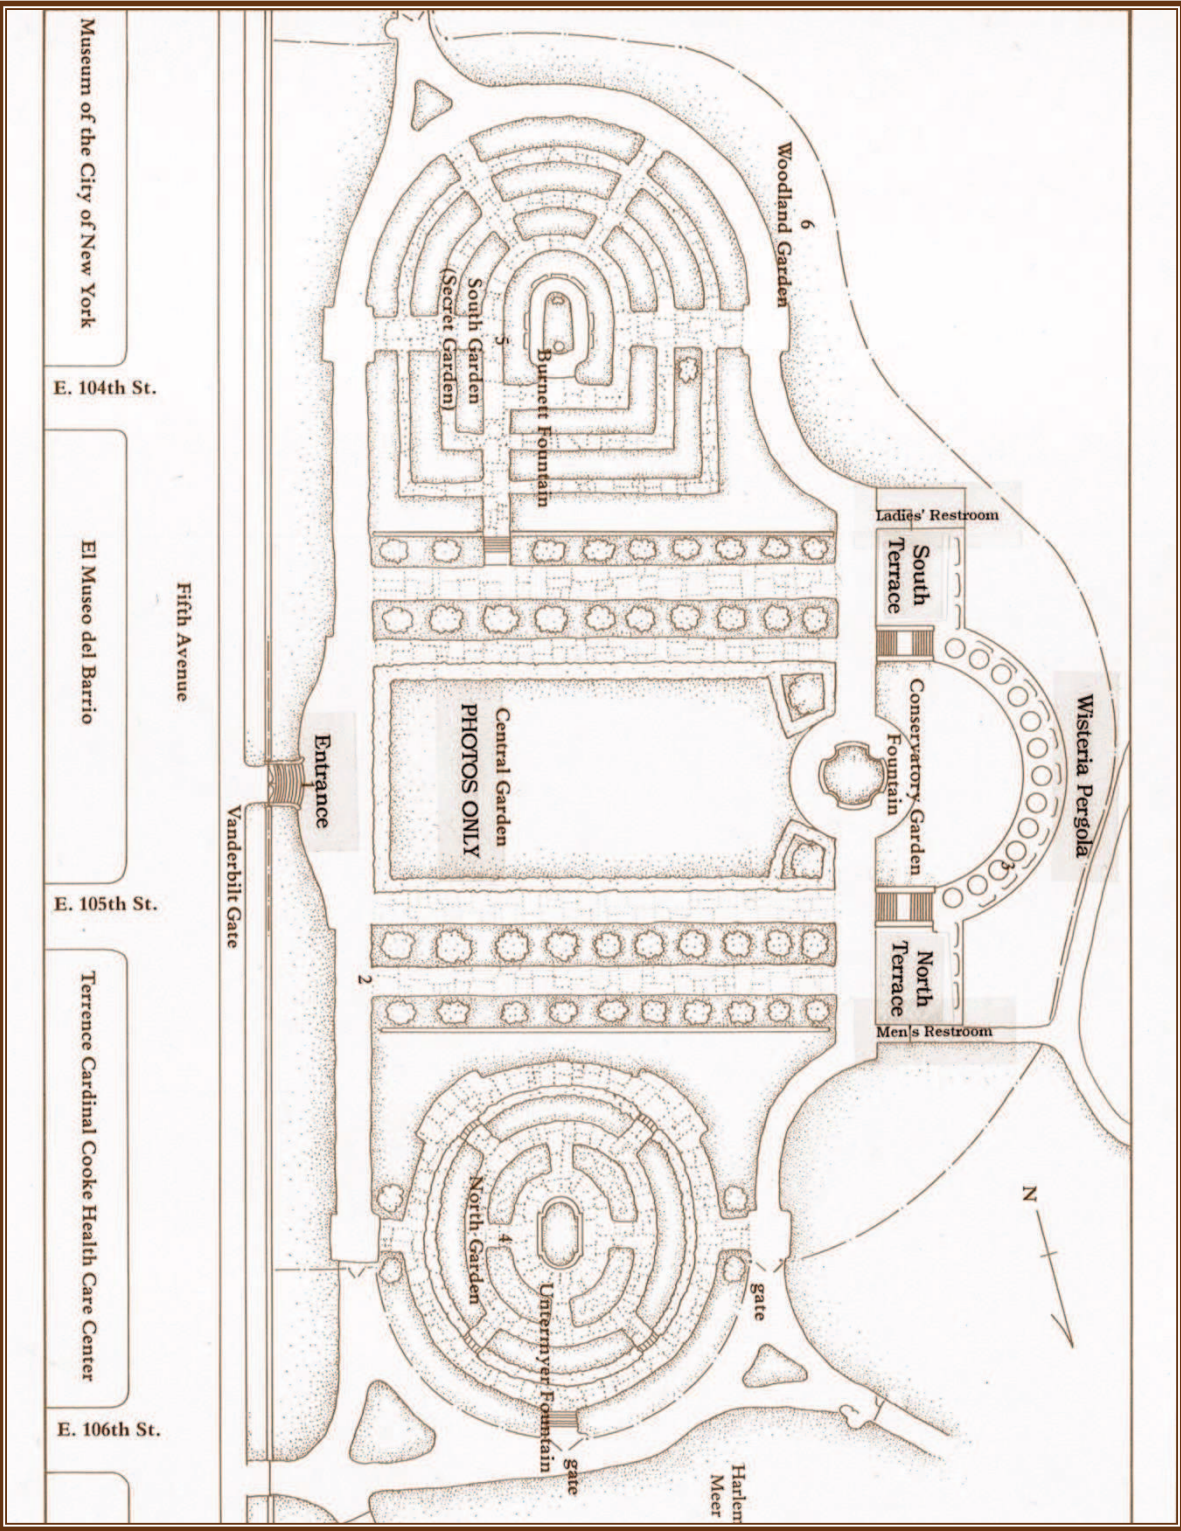 Museum of the City of New York
E. 104th St.
El Museo del Barrio
E. 105th St.
Terrence Cardinal Cooke Health Care Center
E. 106th St.
Fifth Avenue
Vanderbilt Gate
Entrance
1
2
South Garden
(Secret Garden)
5
Burnett Fountain
Woodland Garden
6
Central Garden
PHOTOS ONLY
Conservatory Garden
Fountain
Ladies' Restroom
South
Terrace
Wisteria Pergola
3
North
Terrace
Men's Restroom
North Garden
4
Untermyer Fountain
gate
gate
Harlem
Meer
N